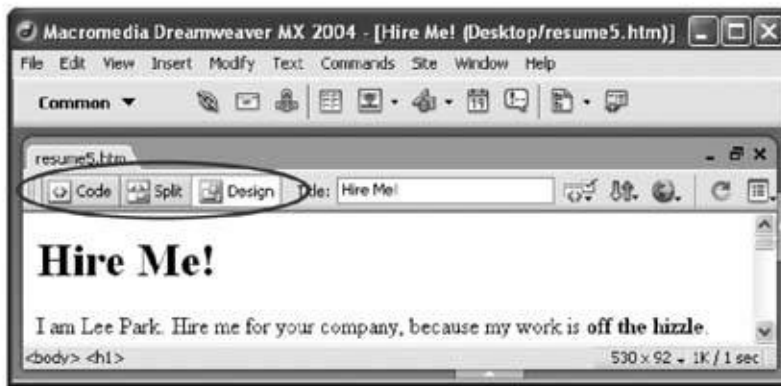 Macromedia Dreamweaver MX 2004 - [Hire Me! (Desktop/resume5.htm)]
File Edit View Insert Modify Text Commands Site Window Help
Common
resume5.htm
Code Split Design Title: Hire Me!
Hire Me!
I am Lee Park. Hire me for your company, because my work is off the hizzle.
<body> <h1> 530 x 92 1K / 1 sec